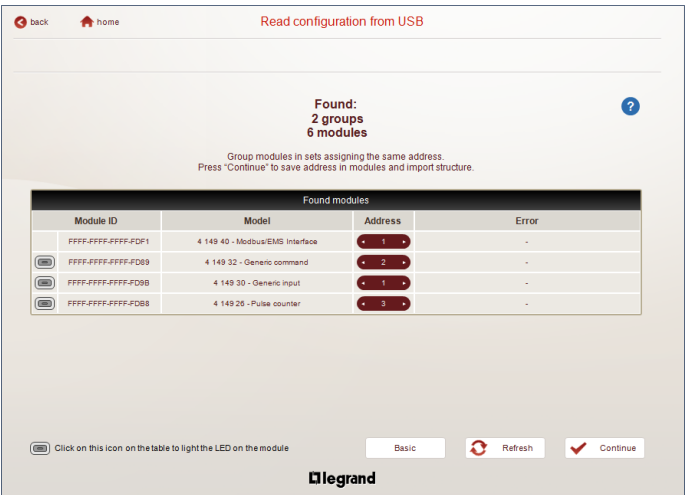 back
home
Read configuration from USB
Found:
2 groups
6 modules
?
Group modules in sets assigning the same address.
Press "Continue" to save address in modules and import structure.
Found modules
Module ID Model Address Error
FFFF-FFFF-FFFF-FDF1 4 149 40 - Modbus/EMS Interface 1 -
FFFF-FFFF-FFFF-FD89 4 149 32 - Generic command 2 -
FFFF-FFFF-FFFF-FD9B 4 149 30 - Generic input 1 -
FFFF-FFFF-FFFF-FDB8 4 149 26 - Pulse counter 3 -
Click on this icon on the table to light the LED on the module
Basic
Refresh
Continue
legrand